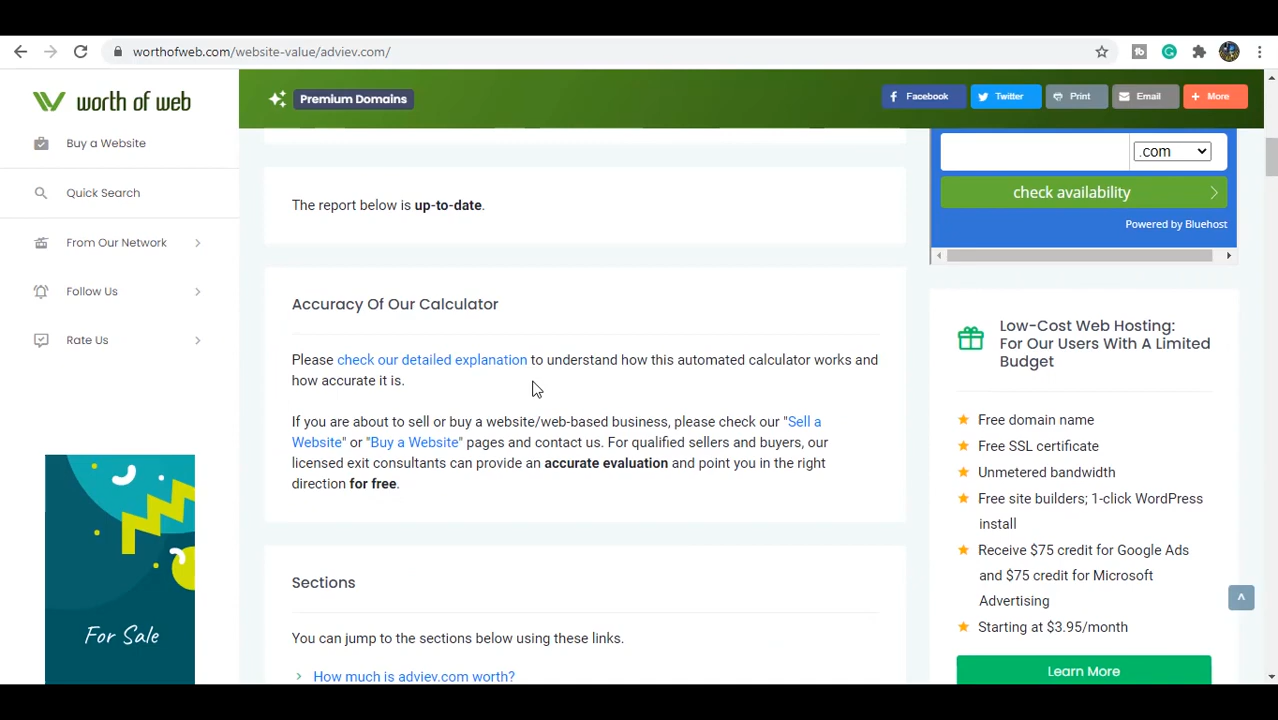 worthofweb.com/website-value/adviev.com/
worth of web
Premium Domains
Facebook
Twitter
Print
Email
More
Buy a Website
Quick Search
From Our Network
Follow Us
Rate Us
For Sale
The report below is up-to-date.
Accuracy Of Our Calculator
Please check our detailed explanation to understand how this automated calculator works and
how accurate it is.
If you are about to sell or buy a website/web-based business, please check our "Sell a
Website" or "Buy a Website" pages and contact us. For qualified sellers and buyers, our
licensed exit consultants can provide an accurate evaluation and point you in the right
direction for free.
Sections
You can jump to the sections below using these links.
How much is adviev.com worth?
.com
check availability
Powered by Bluehost
Low-Cost Web Hosting:
For Our Users With A Limited
Budget
Free domain name
Free SSL certificate
Unmetered bandwidth
Free site builders; 1-click WordPress
install
Receive $75 credit for Google Ads
and $75 credit for Microsoft
Advertising
Starting at $3.95/month
Learn More